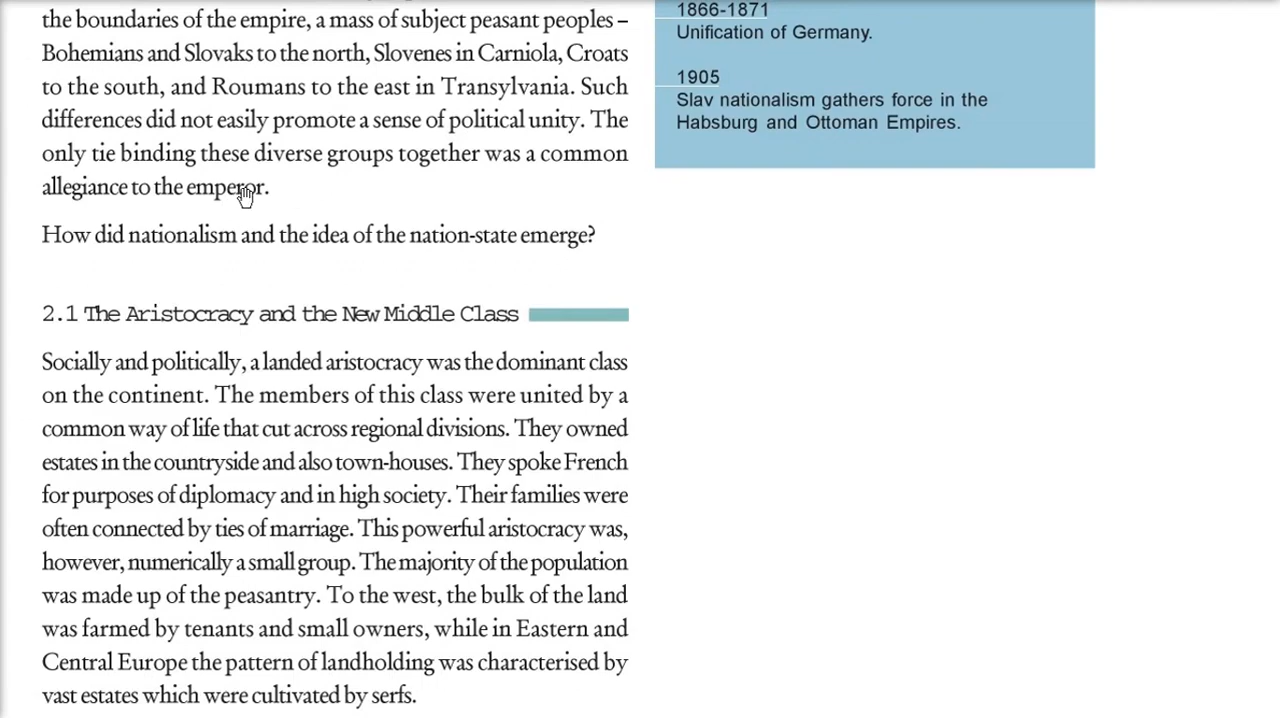 the boundaries of the empire, a mass of subject peasant peoples –
Bohemians and Slovaks to the north, Slovenes in Carniola, Croats
to the south, and Roumans to the east in Transylvania. Such
differences did not easily promote a sense of political unity. The
only tie binding these diverse groups together was a common
allegiance to the emperor.
How did nationalism and the idea of the nation-state emerge?
2.1 The Aristocracy and the New Middle Class
Socially and politically, a landed aristocracy was the dominant class
on the continent. The members of this class were united by a
common way of life that cut across regional divisions. They owned
estates in the countryside and also town-houses. They spoke French
for purposes of diplomacy and in high society. Their families were
often connected by ties of marriage. This powerful aristocracy was,
however, numerically a small group. The majority of the population
was made up of the peasantry. To the west, the bulk of the land
was farmed by tenants and small owners, while in Eastern and
Central Europe the pattern of landholding was characterised by
vast estates which were cultivated by serfs.
1866-1871
Unification of Germany.
1905
Slav nationalism gathers force in the
Habsburg and Ottoman Empires.